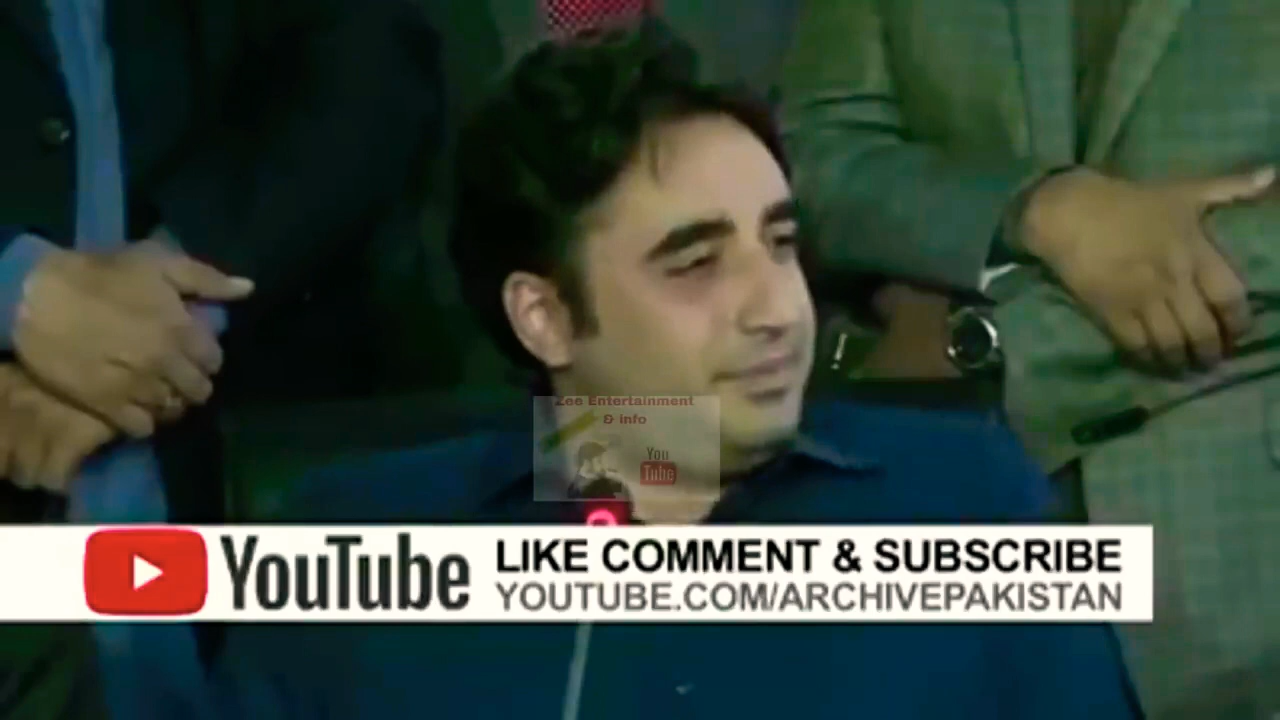 Zee Entertainment
& info
You
Tube
YouTube
LIKE COMMENT & SUBSCRIBE
YOUTUBE.COM/ARCHIVEPAKISTAN